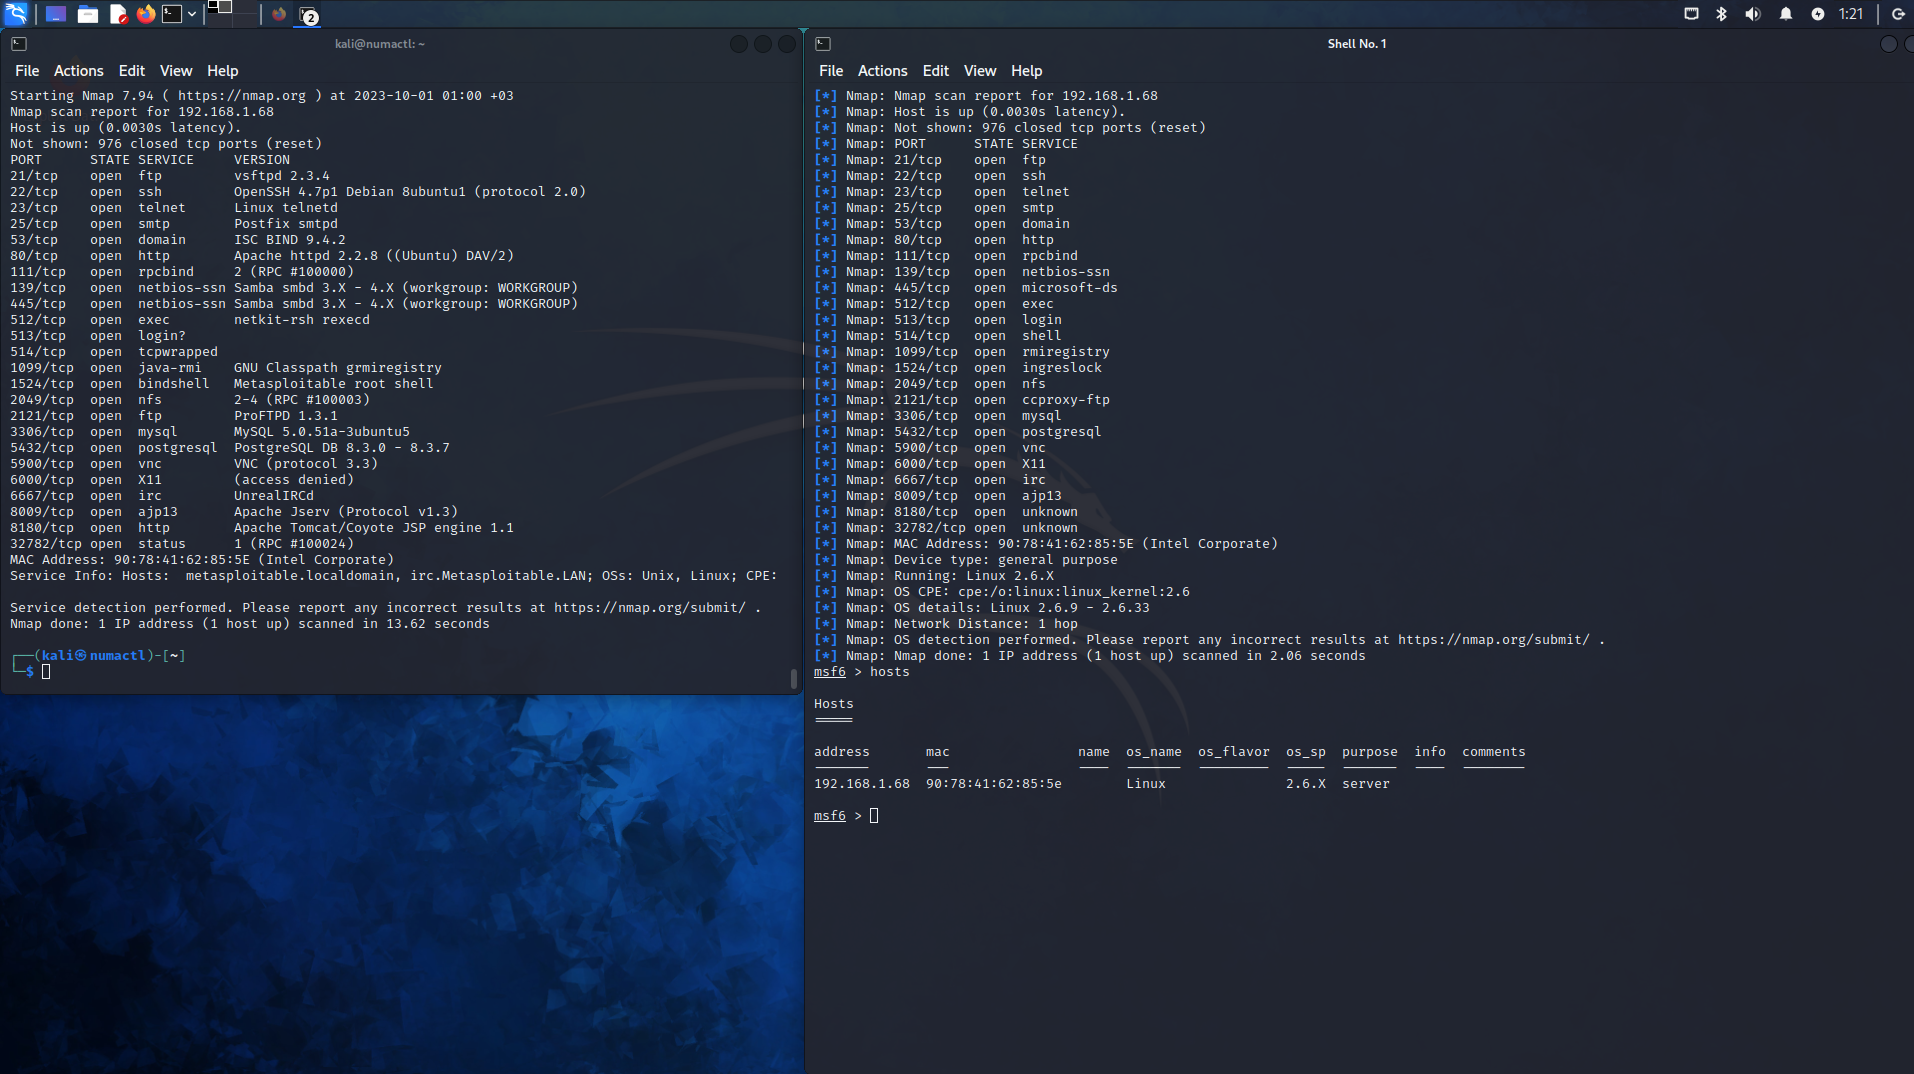 2
1:21
kali@numactl: ~
File Actions Edit View Help
Starting Nmap 7.94 ( https://nmap.org ) at 2023-10-01 01:00 +03
Nmap scan report for 192.168.1.68
Host is up (0.0030s latency).
Not shown: 976 closed tcp ports (reset)
PORT STATE SERVICE VERSION
21/tcp open ftp vsftpd 2.3.4
22/tcp open ssh OpenSSH 4.7p1 Debian 8ubuntu1 (protocol 2.0)
23/tcp open telnet Linux telnetd
25/tcp open smtp Postfix smtpd
53/tcp open domain ISC BIND 9.4.2
80/tcp open http Apache httpd 2.2.8 ((Ubuntu) DAV/2)
111/tcp open rpcbind 2 (RPC #100000)
139/tcp open netbios-ssn Samba smbd 3.X - 4.X (workgroup: WORKGROUP)
445/tcp open netbios-ssn Samba smbd 3.X - 4.X (workgroup: WORKGROUP)
512/tcp open exec netkit-rsh rexecd
513/tcp open login?
514/tcp open tcpwrapped
1099/tcp open java-rmi GNU Classpath grmiregistry
1524/tcp open bindshell Metasploitable root shell
2049/tcp open nfs 2-4 (RPC #100003)
2121/tcp open ftp ProFTPD 1.3.1
3306/tcp open mysql MySQL 5.0.51a-3ubuntu5
5432/tcp open postgresql PostgreSQL DB 8.3.0 - 8.3.7
5900/tcp open vnc VNC (protocol 3.3)
6000/tcp open X11 (access denied)
6667/tcp open irc UnrealIRCd
8009/tcp open ajp13 Apache Jserv (Protocol v1.3)
8180/tcp open http Apache Tomcat/Coyote JSP engine 1.1
32782/tcp open status 1 (RPC #100024)
MAC Address: 90:78:41:62:85:5E (Intel Corporate)
Service Info: Hosts: metasploitable.localdomain, irc.Metasploitable.LAN; OSs: Unix, Linux; CPE:
Service detection performed. Please report any incorrect results at https://nmap.org/submit/ .
Nmap done: 1 IP address (1 host up) scanned in 13.62 seconds
┌──(kali㉿numactl)-[~]
└─$
Shell No. 1
File Actions Edit View Help
[*] Nmap: Nmap scan report for 192.168.1.68
[*] Nmap: Host is up (0.0030s latency).
[*] Nmap: Not shown: 976 closed tcp ports (reset)
[*] Nmap: PORT STATE SERVICE
[*] Nmap: 21/tcp open ftp
[*] Nmap: 22/tcp open ssh
[*] Nmap: 23/tcp open telnet
[*] Nmap: 25/tcp open smtp
[*] Nmap: 53/tcp open domain
[*] Nmap: 80/tcp open http
[*] Nmap: 111/tcp open rpcbind
[*] Nmap: 139/tcp open netbios-ssn
[*] Nmap: 445/tcp open microsoft-ds
[*] Nmap: 512/tcp open exec
[*] Nmap: 513/tcp open login
[*] Nmap: 514/tcp open shell
[*] Nmap: 1099/tcp open rmiregistry
[*] Nmap: 1524/tcp open ingreslock
[*] Nmap: 2049/tcp open nfs
[*] Nmap: 2121/tcp open ccproxy-ftp
[*] Nmap: 3306/tcp open mysql
[*] Nmap: 5432/tcp open postgresql
[*] Nmap: 5900/tcp open vnc
[*] Nmap: 6000/tcp open X11
[*] Nmap: 6667/tcp open irc
[*] Nmap: 8009/tcp open ajp13
[*] Nmap: 8180/tcp open unknown
[*] Nmap: 32782/tcp open unknown
[*] Nmap: MAC Address: 90:78:41:62:85:5E (Intel Corporate)
[*] Nmap: Device type: general purpose
[*] Nmap: Running: Linux 2.6.X
[*] Nmap: OS CPE: cpe:/o:linux:linux_kernel:2.6
[*] Nmap: OS details: Linux 2.6.9 - 2.6.33
[*] Nmap: Network Distance: 1 hop
[*] Nmap: OS detection performed. Please report any incorrect results at https://nmap.org/submit/ .
[*] Nmap: Nmap done: 1 IP address (1 host up) scanned in 2.06 seconds
msf6 > hosts
Hosts
=====
address mac name os_name os_flavor os_sp purpose info comments
------- --- ---- ------- --------- ----- ------- ---- --------
192.168.1.68 90:78:41:62:85:5e Linux 2.6.X server
msf6 >